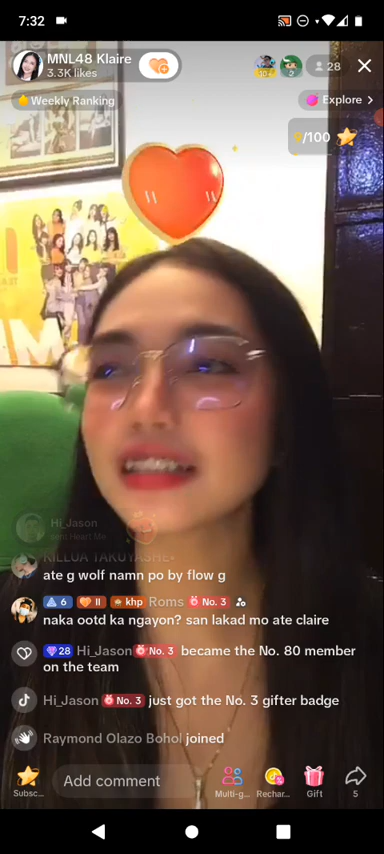 7:32
MNL48 Klaire
3.3K likes
28
Weekly Ranking
Explore >
9/100
Hi_Jason
sent Heart Me
KILLUA TAKUYASHE
ate g wolf namn po by flow g
6 II khp Roms No. 3
naka ootd ka ngayon? san lakad mo ate claire
28 Hi_Jason No. 3 became the No. 80 member
on the team
Hi_Jason No. 3 just got the No. 3 gifter badge
Raymond Olazo Bohol joined
Add comment
Subsc... Multi-g... Rechar... Gift 5